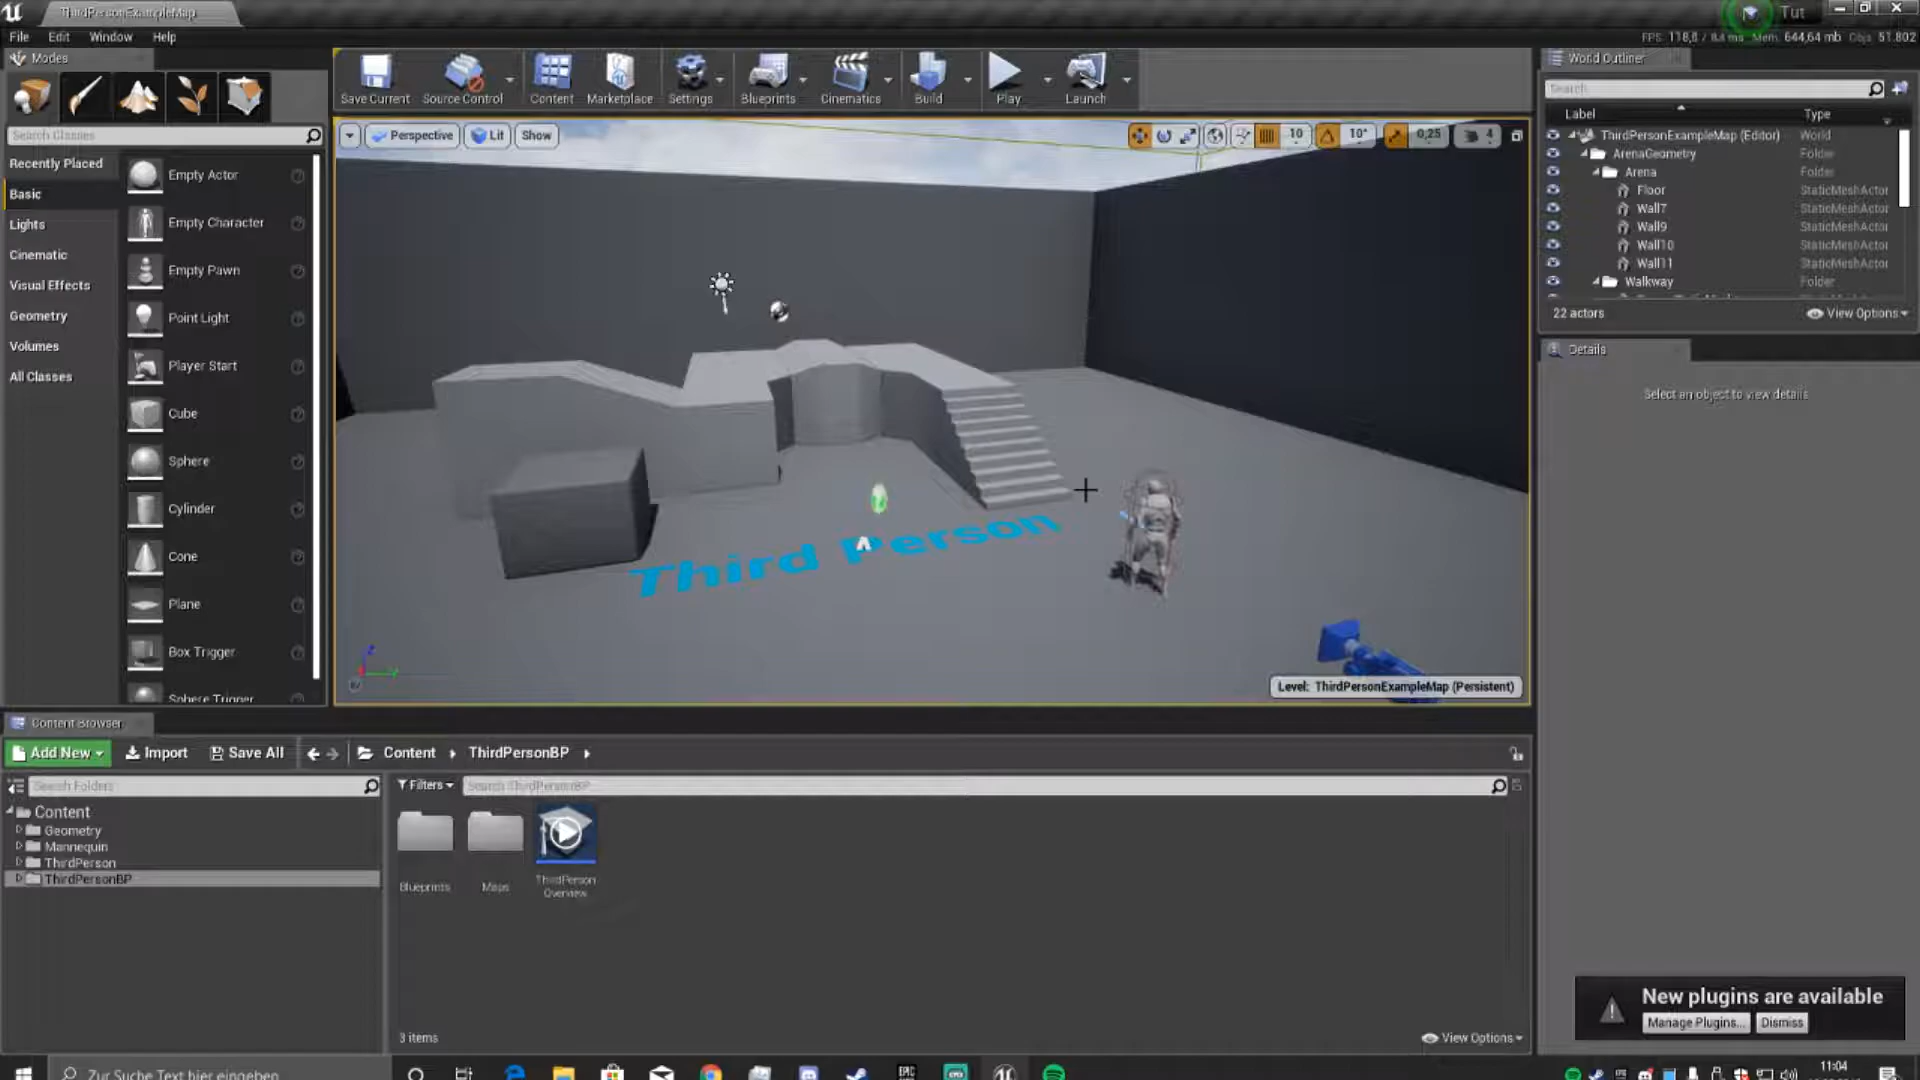 ThirdPersonExampleMap
Tut
File Edit Window Help
FPS: 118,8 / 8,4 ms Mem: 644,64 mb Objs: 51.802
Modes
Save Current
Source Control
Content
Marketplace
Settings
Blueprints
Cinematics
Build
Play
Launch
World Outliner
Search Classes
Search
Label Type
Perspective
Lit
Show
10
10°
0,25
4
Recently Placed
Basic
Lights
Cinematic
Visual Effects
Geometry
Volumes
All Classes
Empty Actor
Empty Character
Empty Pawn
Point Light
Player Start
Cube
Sphere
Cylinder
Cone
Plane
Box Trigger
Sphere Trigger
ThirdPersonExampleMap (Editor) World
ArenaGeometry Folder
Arena Folder
Floor StaticMeshActor
Wall7 StaticMeshActor
Wall9 StaticMeshActor
Wall10 StaticMeshActor
Wall11 StaticMeshActor
Walkway Folder
22 actors
View Options
Details
Select an object to view details
Third Person
Level: ThirdPersonExampleMap (Persistent)
Content Browser
Add New
Import
Save All
Content
ThirdPersonBP
Search Folders
Filters
Search ThirdPersonBP
Content
Geometry
Mannequin
ThirdPerson
ThirdPersonBP
Blueprints
Maps
ThirdPerson
Overview
3 items
View Options
New plugins are available
Manage Plugins...
Dismiss
Zur Suche Text hier eingeben
EPIC
11:04